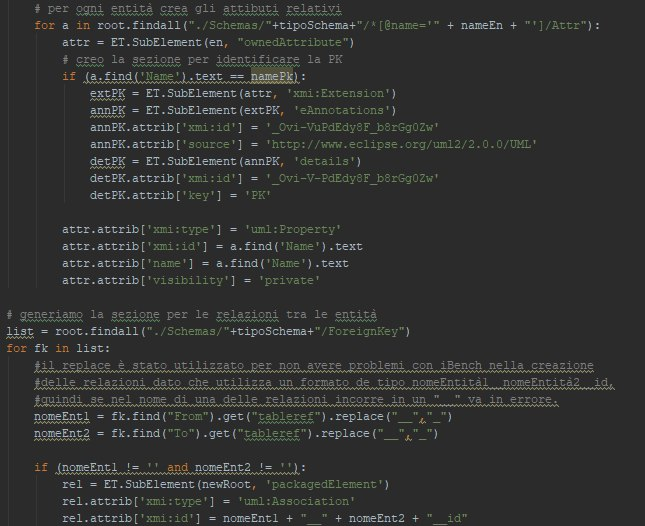 # per ogni entità crea gli attibuti relativi
for a in root.findall("./Schemas/"+tipoSchema+"/*[@name='" + nameEn + "']/Attr"):
attr = ET.SubElement(en, "ownedAttribute")
# creo la sezione per identificare la PK
if (a.find('Name').text == namePk):
extPK = ET.SubElement(attr, 'xmi:Extension')
annPK = ET.SubElement(extPK, 'eAnnotations')
annPK.attrib['xmi:id'] = '_Ovi-VuPdEdy8F_b8rGg0Zw'
annPK.attrib['source'] = 'http://www.eclipse.org/uml2/2.0.0/UML'
detPK = ET.SubElement(annPK, 'details')
detPK.attrib['xmi:id'] = '_Ovi-V-PdEdy8F_b8rGg0Zw'
detPK.attrib['key'] = 'PK'
attr.attrib['xmi:type'] = 'uml:Property'
attr.attrib['xmi:id'] = a.find('Name').text
attr.attrib['name'] = a.find('Name').text
attr.attrib['visibility'] = 'private'
# generiamo la sezione per le relazioni tra le entità
list = root.findall("./Schemas/"+tipoSchema+"/ForeignKey")
for fk in list:
#il replace è stato utilizzato per non avere problemi con iBench nella creazione
#delle relazioni dato che utilizza un formato de tipo nomeEntità1__nomeEntità2__id,
#quindi se nel nome di una delle relazioni incorre in un "__" va in errore.
nomeEnt1 = fk.find("From").get("tableref").replace("__","_")
nomeEnt2 = fk.find("To").get("tableref").replace("__","_")
if (nomeEnt1 != '' and nomeEnt2 != ''):
rel = ET.SubElement(newRoot, 'packagedElement')
rel.attrib['xmi:type'] = 'uml:Association'
rel.attrib['xmi:id'] = nomeEnt1 + "__" + nomeEnt2 + "__id"